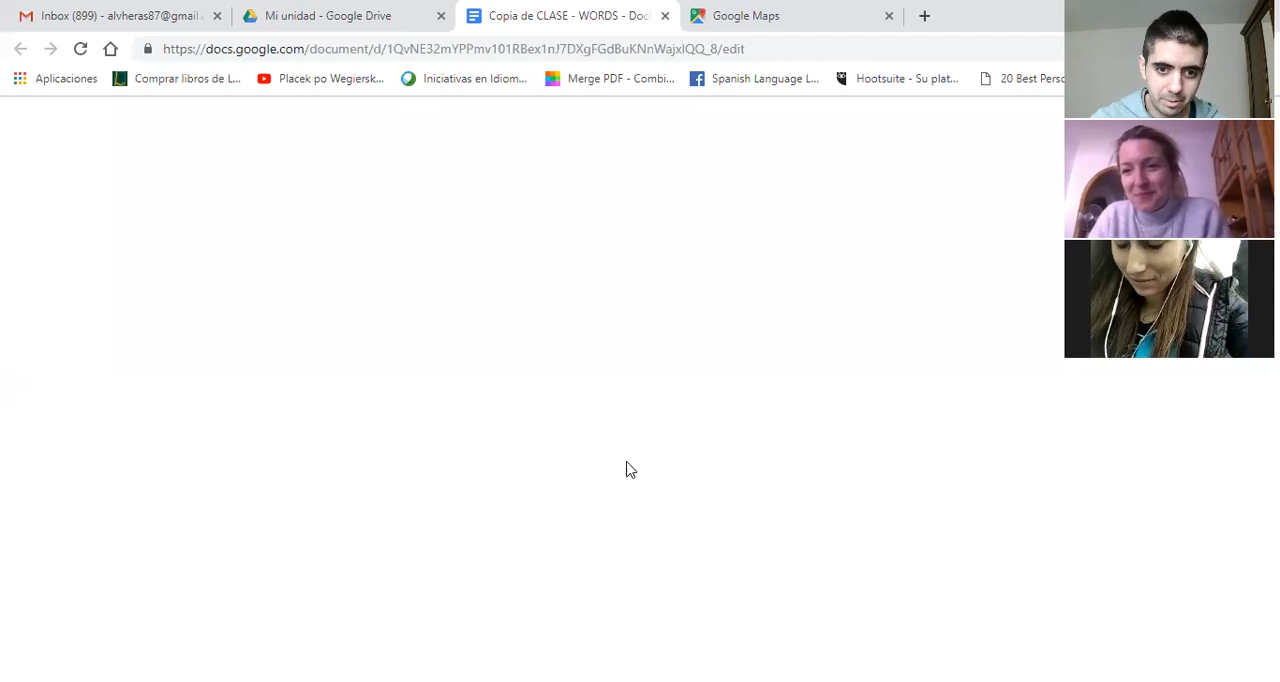 Inbox (899) - alvheras87@gmail.c Mi unidad - Google Drive Copia de CLASE - WORDS - Doc Google Maps
https://docs.google.com/document/d/1QvNE32mYPPmv101RBex1nJ7DXgFGdBuKNnWajxlQQ_8/edit
Aplicaciones Comprar libros de L... Placek po Węgiersk... Iniciativas en Idiom... Merge PDF - Combi... Spanish Language L... Hootsuite - Su plat... 20 Best Perso